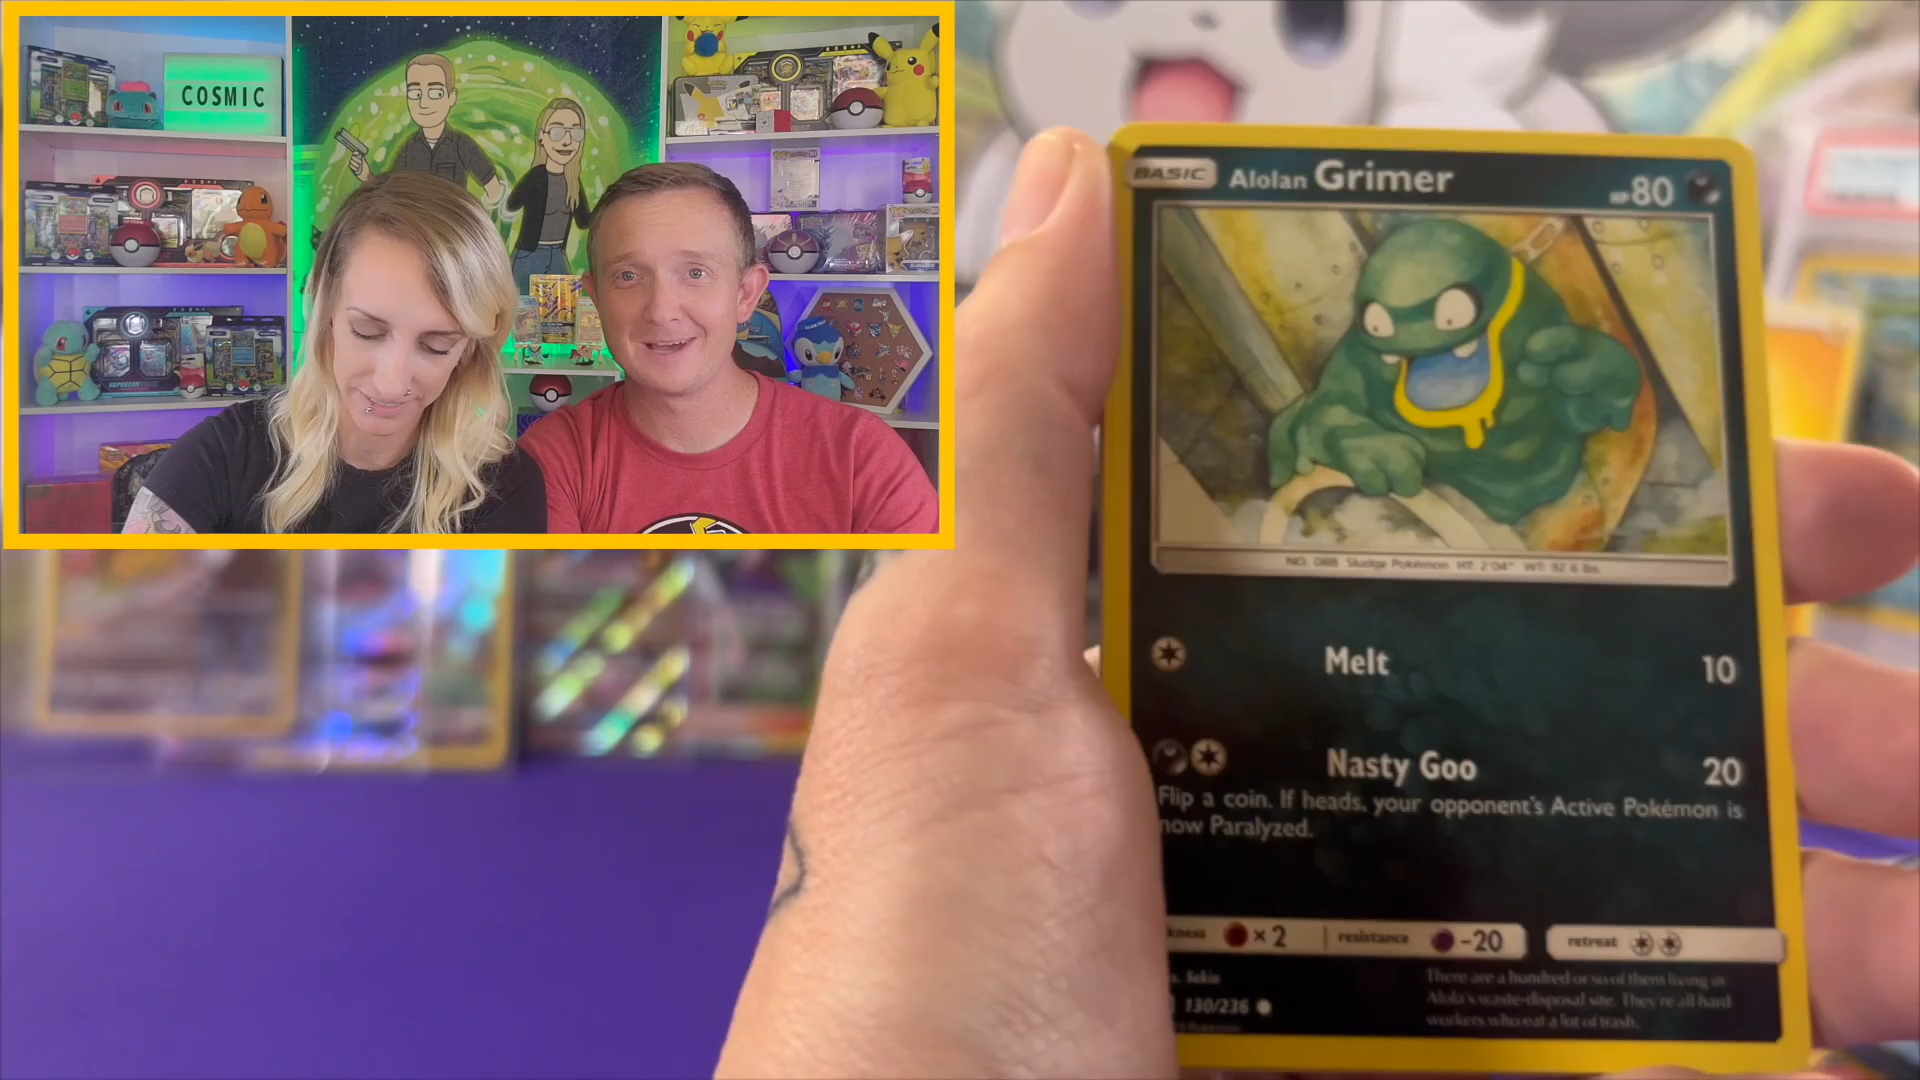 COSMIC
BASIC Alolan Grimer HP80
NO. 088 Sludge Pokémon HT: 2'04" WT: 92.6 lbs.
Melt 10
Nasty Goo 20
Flip a coin. If heads, your opponent's Active Pokémon is
now Paralyzed.
kness ×2 resistance -20 retreat
s. Sekio
130/236
There are a hundred or so of them living in
Alola's waste-disposal site. They're all hard
workers who eat a lot of trash.